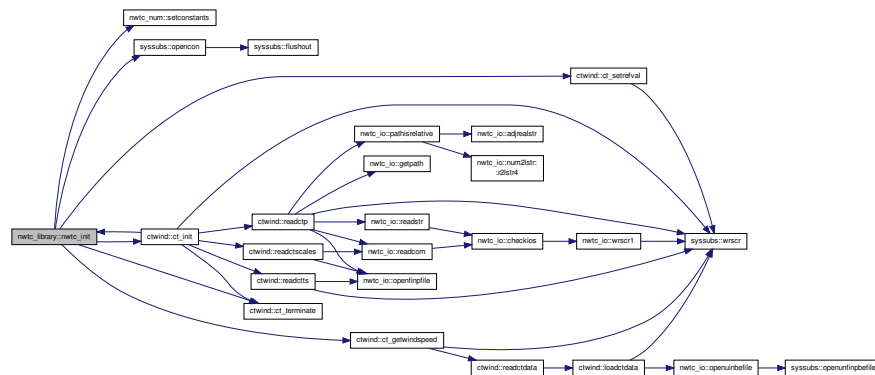 nwtc_num::setconstants
syssubs::opencon
syssubs::flushout
ctwind::ct_setrefval
nwtc_io::pathisrelative
nwtc_io::adjrealstr
nwtc_io::getpath
nwtc_io::num2lstr:
:r2lstr4
ctwind::readctp
nwtc_io::readstr
nwtc_library::nwtc_init
ctwind::ct_init
nwtc_io::checkios
nwtc_io::wrscr1
syssubs::wrscr
ctwind::readctscales
nwtc_io::readcom
ctwind::readctts
nwtc_io::openfinpfile
ctwind::ct_terminate
ctwind::ct_getwindspeed
ctwind::readctdata
ctwind::loadctdata
nwtc_io::openuinbefile
syssubs::openunfinpbefile